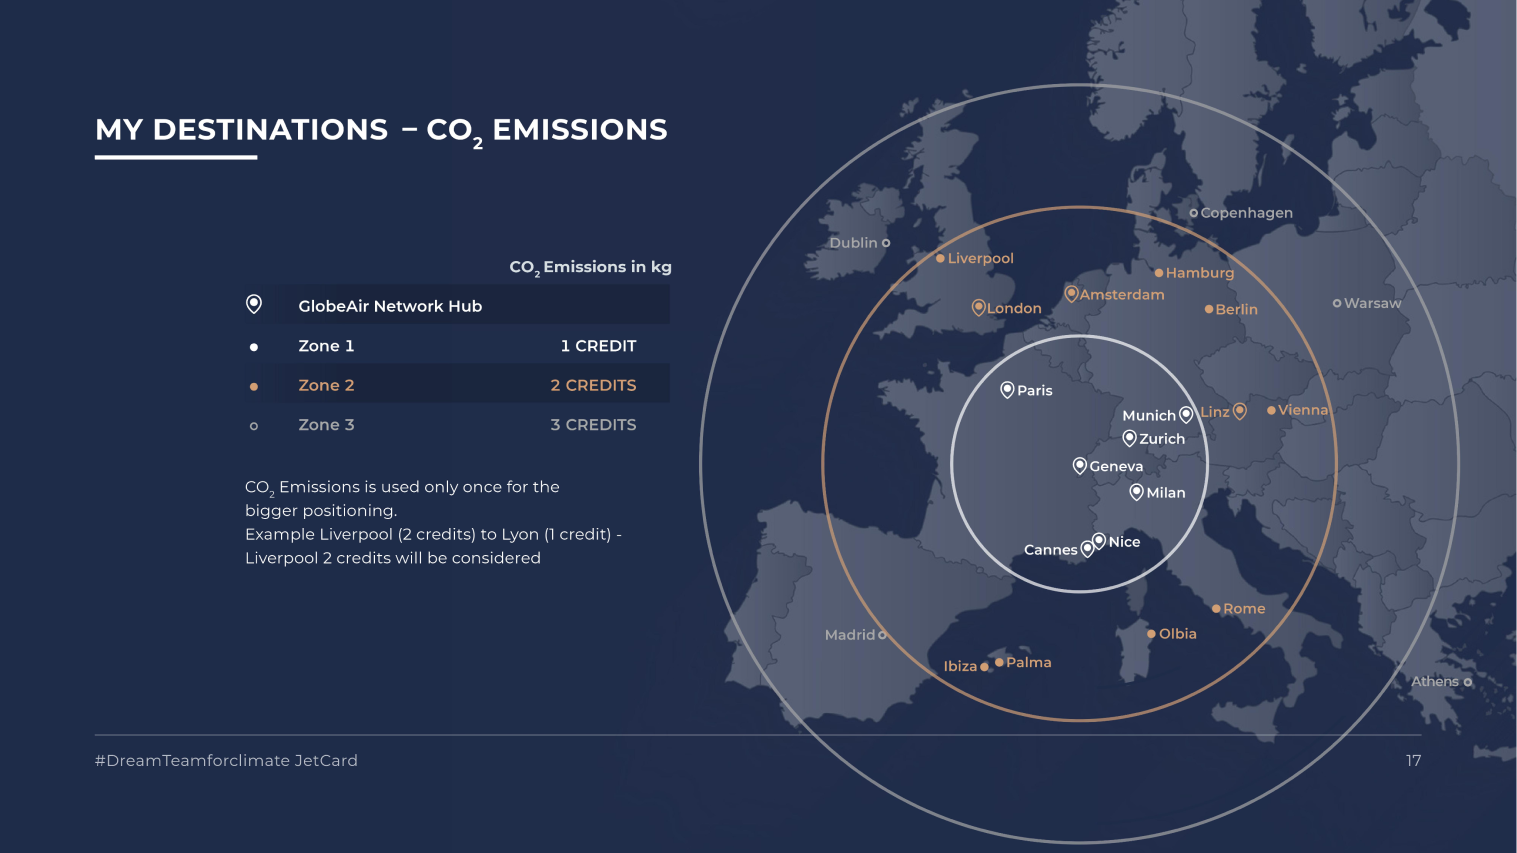 MY DESTINATIONS – CO2 EMISSIONS
CO2 Emissions in kg
GlobeAir Network Hub
Zone 1 1 CREDIT
Zone 2 2 CREDITS
Zone 3 3 CREDITS
CO2 Emissions is used only once for the
bigger positioning.
Example Liverpool (2 credits) to Lyon (1 credit) -
Liverpool 2 credits will be considered
Copenhagen
Dublin
Liverpool
Hamburg
Amsterdam
Warsaw
London
Berlin
Paris
Munich
Linz
Vienna
Zurich
Geneva
Milan
Nice
Cannes
Rome
Olbia
Madrid
Ibiza
Palma
Athens
#DreamTeamforclimate JetCard
17